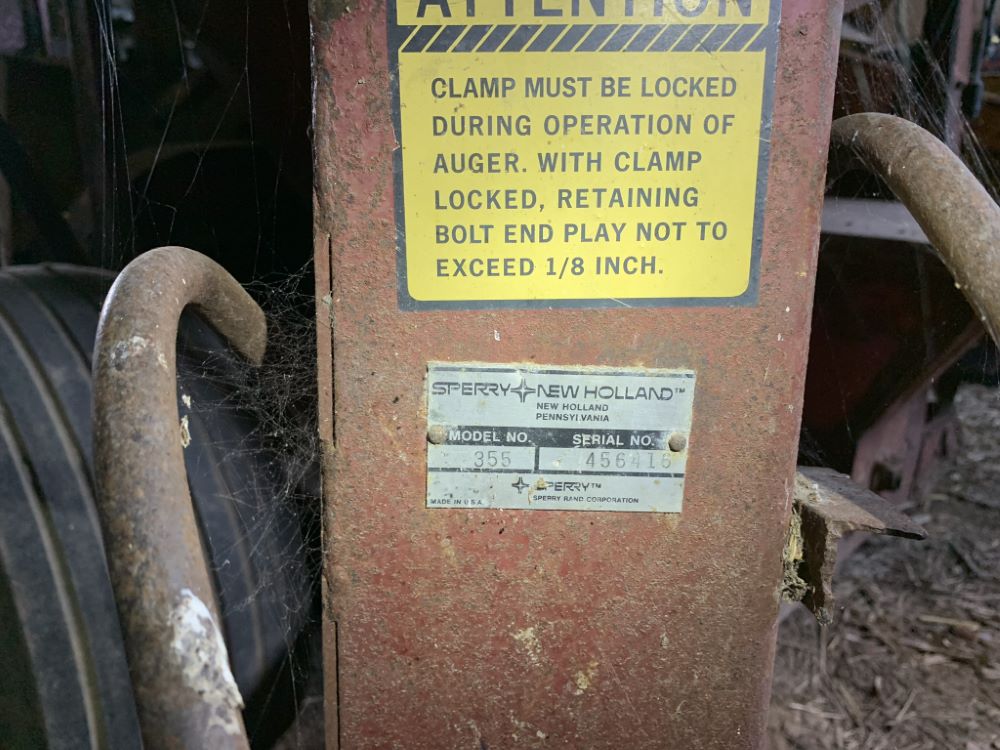 ATTENTION
CLAMP MUST BE LOCKED
DURING OPERATION OF
AUGER. WITH CLAMP
LOCKED, RETAINING
BOLT END PLAY NOT TO
EXCEED 1/8 INCH.
SPERRY NEW HOLLAND™
NEW HOLLAND
PENNSYLVANIA
MODEL NO. SERIAL NO.
355 456416
SPERRY™
MADE IN U.S.A. SPERRY RAND CORPORATION